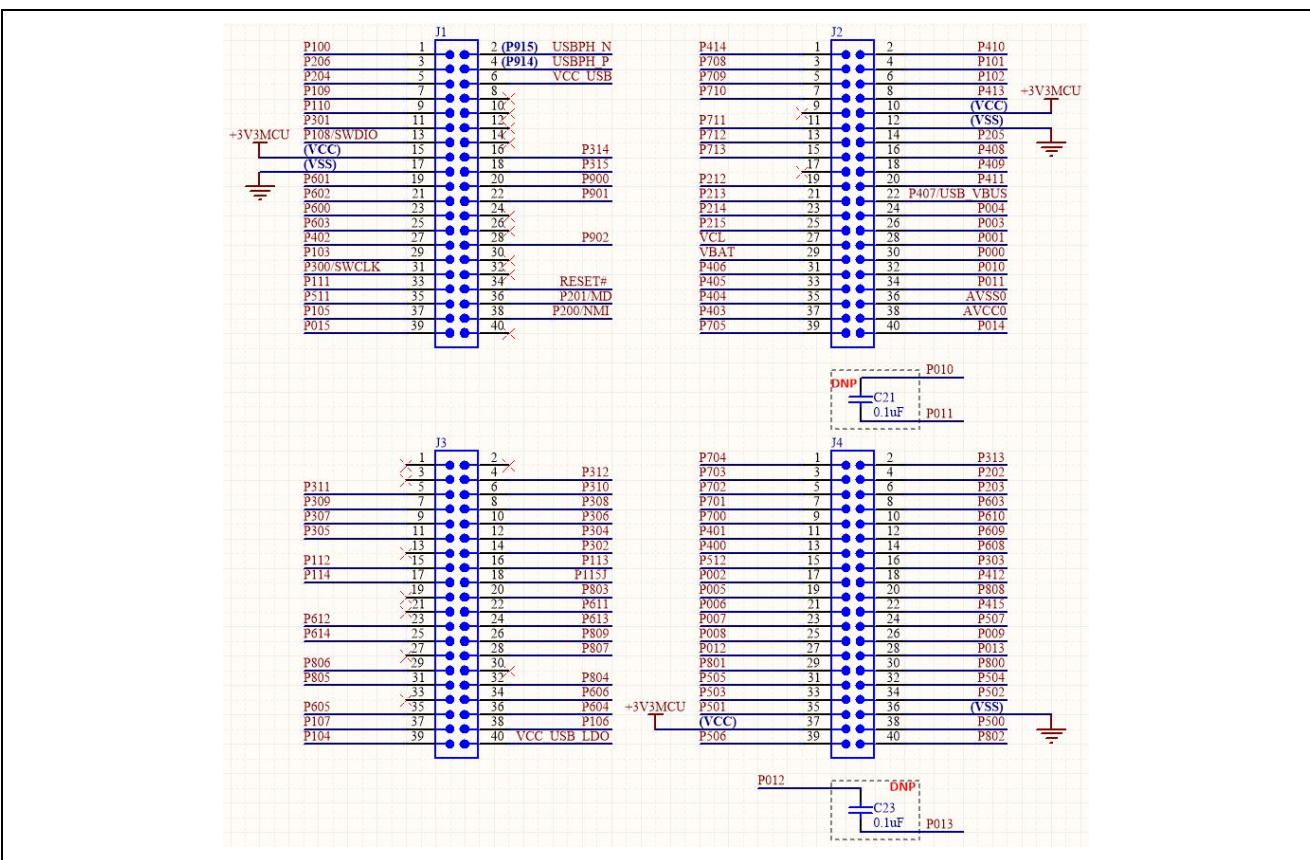 J1
P100 1 2 (P915) USBPH_N
P206 3 4 (P914) USBPH_P
P204 5 6 VCC_USB
P109 7 8
P110 9 10
P301 11 12
+3V3MCU P108/SWDIO 13 14
(VCC) 15 16 P314
(VSS) 17 18 P315
P601 19 20 P900
P602 21 22 P901
P600 23 24
P603 25 26
P402 27 28 P902
P103 29 30
P300/SWCLK 31 32
P111 33 34 RESET#
P511 35 36 P201/MD
P105 37 38 P200/NMI
P015 39 40
J2
P414 1 2 P410
P708 3 4 P101
P709 5 6 P102
P710 7 8 P413 +3V3MCU
9 10 (VCC)
P711 11 12 (VSS)
P712 13 14 P205
P713 15 16 P408
17 18 P409
P212 19 20 P411
P213 21 22 P407/USB_VBUS
P214 23 24 P004
P215 25 26 P003
VCL 27 28 P001
VBAT 29 30 P000
P406 31 32 P010
P405 33 34 P011
P404 35 36 AVSS0
P403 37 38 AVCC0
P705 39 40 P014
P010
DNP
C21
0.1uF P011
J3
1 2
3 4 P312
P311 5 6 P310
P309 7 8 P308
P307 9 10 P306
P305 11 12 P304
13 14 P302
P112 15 16 P113
P114 17 18 P115J
19 20 P803
21 22 P611
P612 23 24 P613
P614 25 26 P809
27 28 P807
P806 29 30
P805 31 32 P804
33 34 P606
P605 35 36 P604
P107 37 38 P106
P104 39 40 VCC_USB_LDO
J4
P704 1 2 P313
P703 3 4 P202
P702 5 6 P203
P701 7 8 P603
P700 9 10 P610
P401 11 12 P609
P400 13 14 P608
P512 15 16 P303
P002 17 18 P412
P005 19 20 P808
P006 21 22 P415
P007 23 24 P507
P008 25 26 P009
P012 27 28 P013
P801 29 30 P800
P505 31 32 P504
P503 33 34 P502
+3V3MCU P501 35 36 (VSS)
(VCC) 37 38 P500
P506 39 40 P802
P012 DNP
C23
0.1uF P013